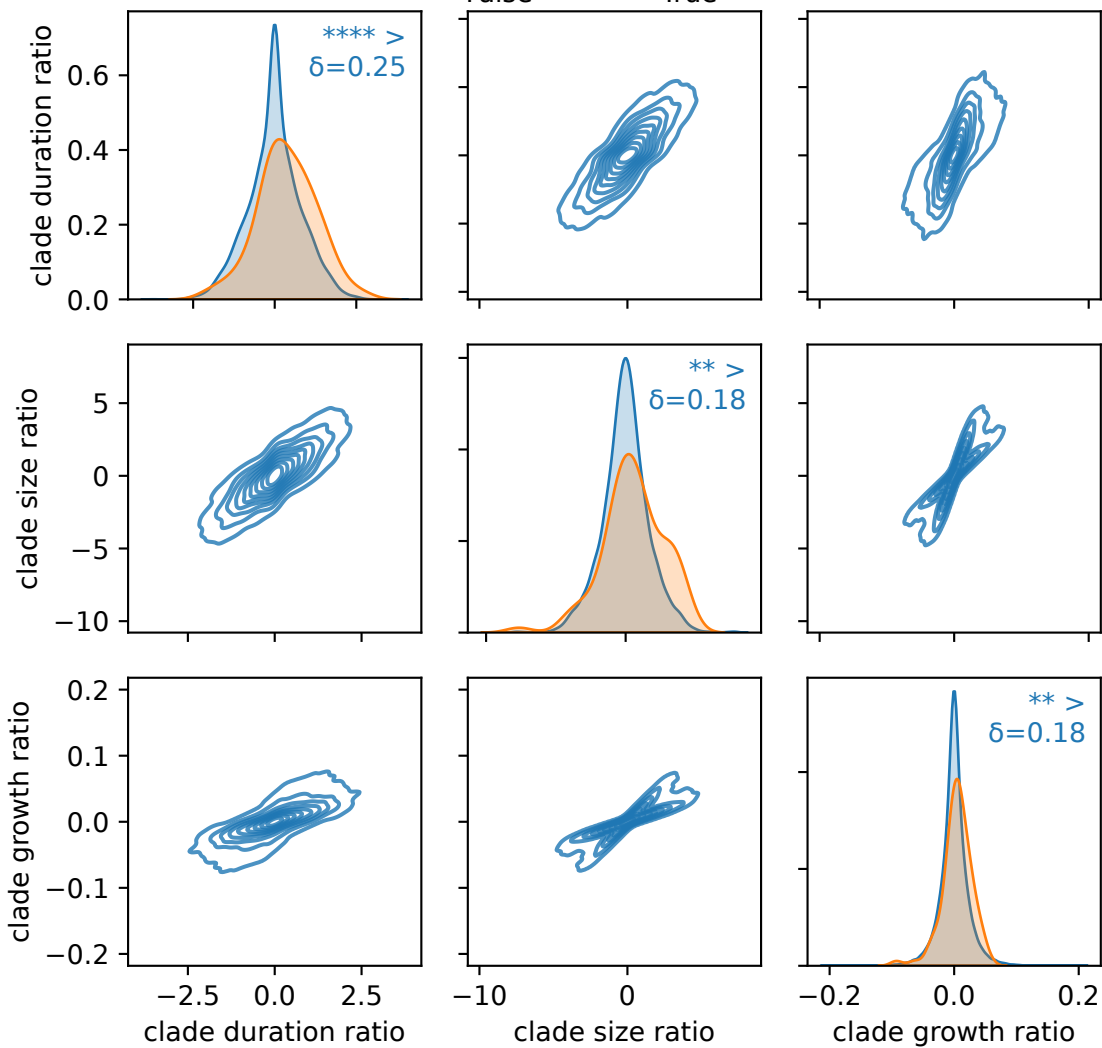 False True
clade duration ratio
0.6
0.4
0.2
0.0
**** >
δ=0.25
clade size ratio
5
0
−5
−10
** >
δ=0.18
clade growth ratio
0.2
0.1
0.0
−0.1
−0.2
** >
δ=0.18
−2.5 0.0 2.5
−10 0
−0.2 0.0 0.2
clade duration ratio
clade size ratio
clade growth ratio